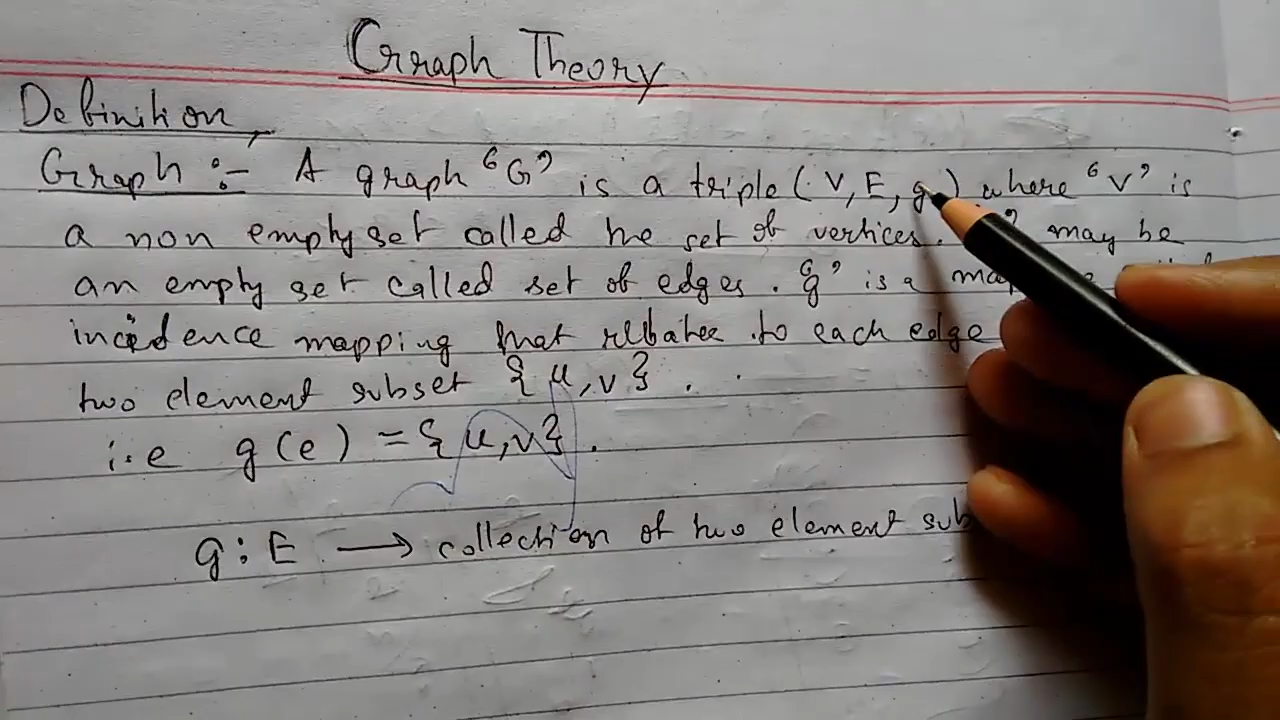 Graph Theory
Definition,
Graph :- A graph ‘G’ is a triple (V, E, g) where ‘V’ is
a non empty set called the set of vertices. may be
an empty set called set of edges. ‘g’ is a
incidence mapping that to each edge
two element subset {u, v}.
i.e g(e) = {u, v}.
g : E ⟶ collection of two element